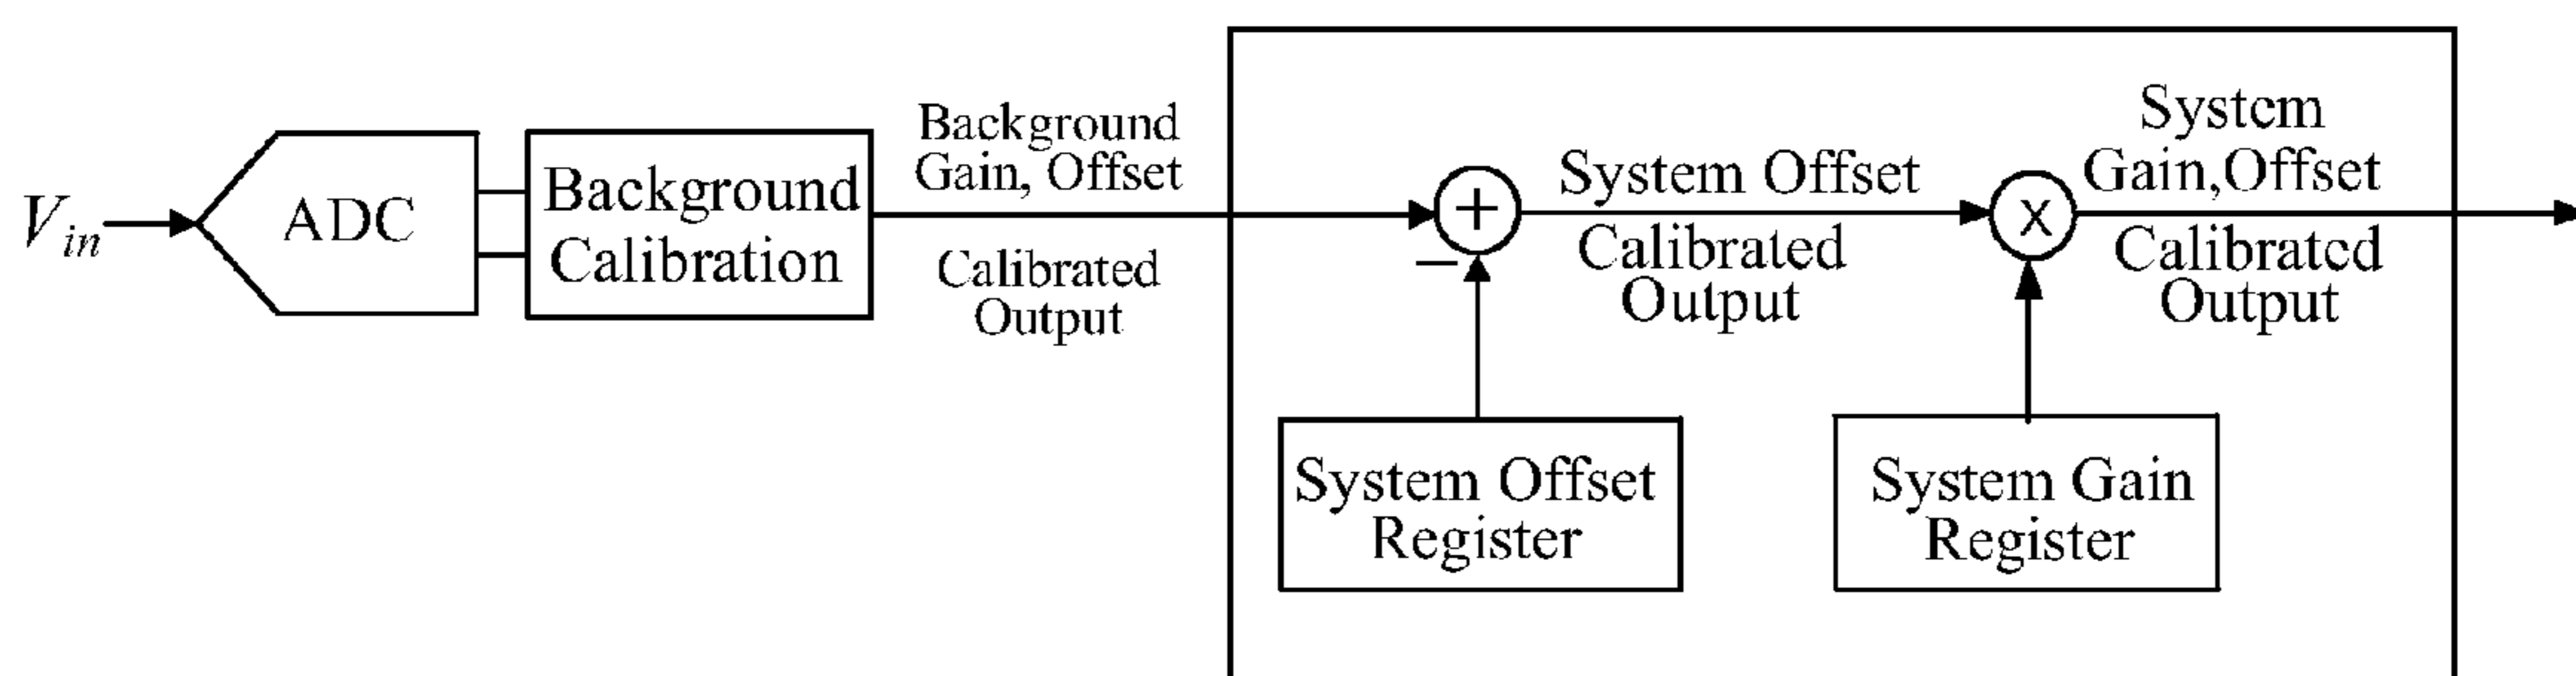 V_in
ADC
Background
Calibration
Background
Gain, Offset
Calibrated
Output
+
−
System Offset
Calibrated
Output
X
System
Gain,Offset
Calibrated
Output
System Offset
Register
System Gain
Register